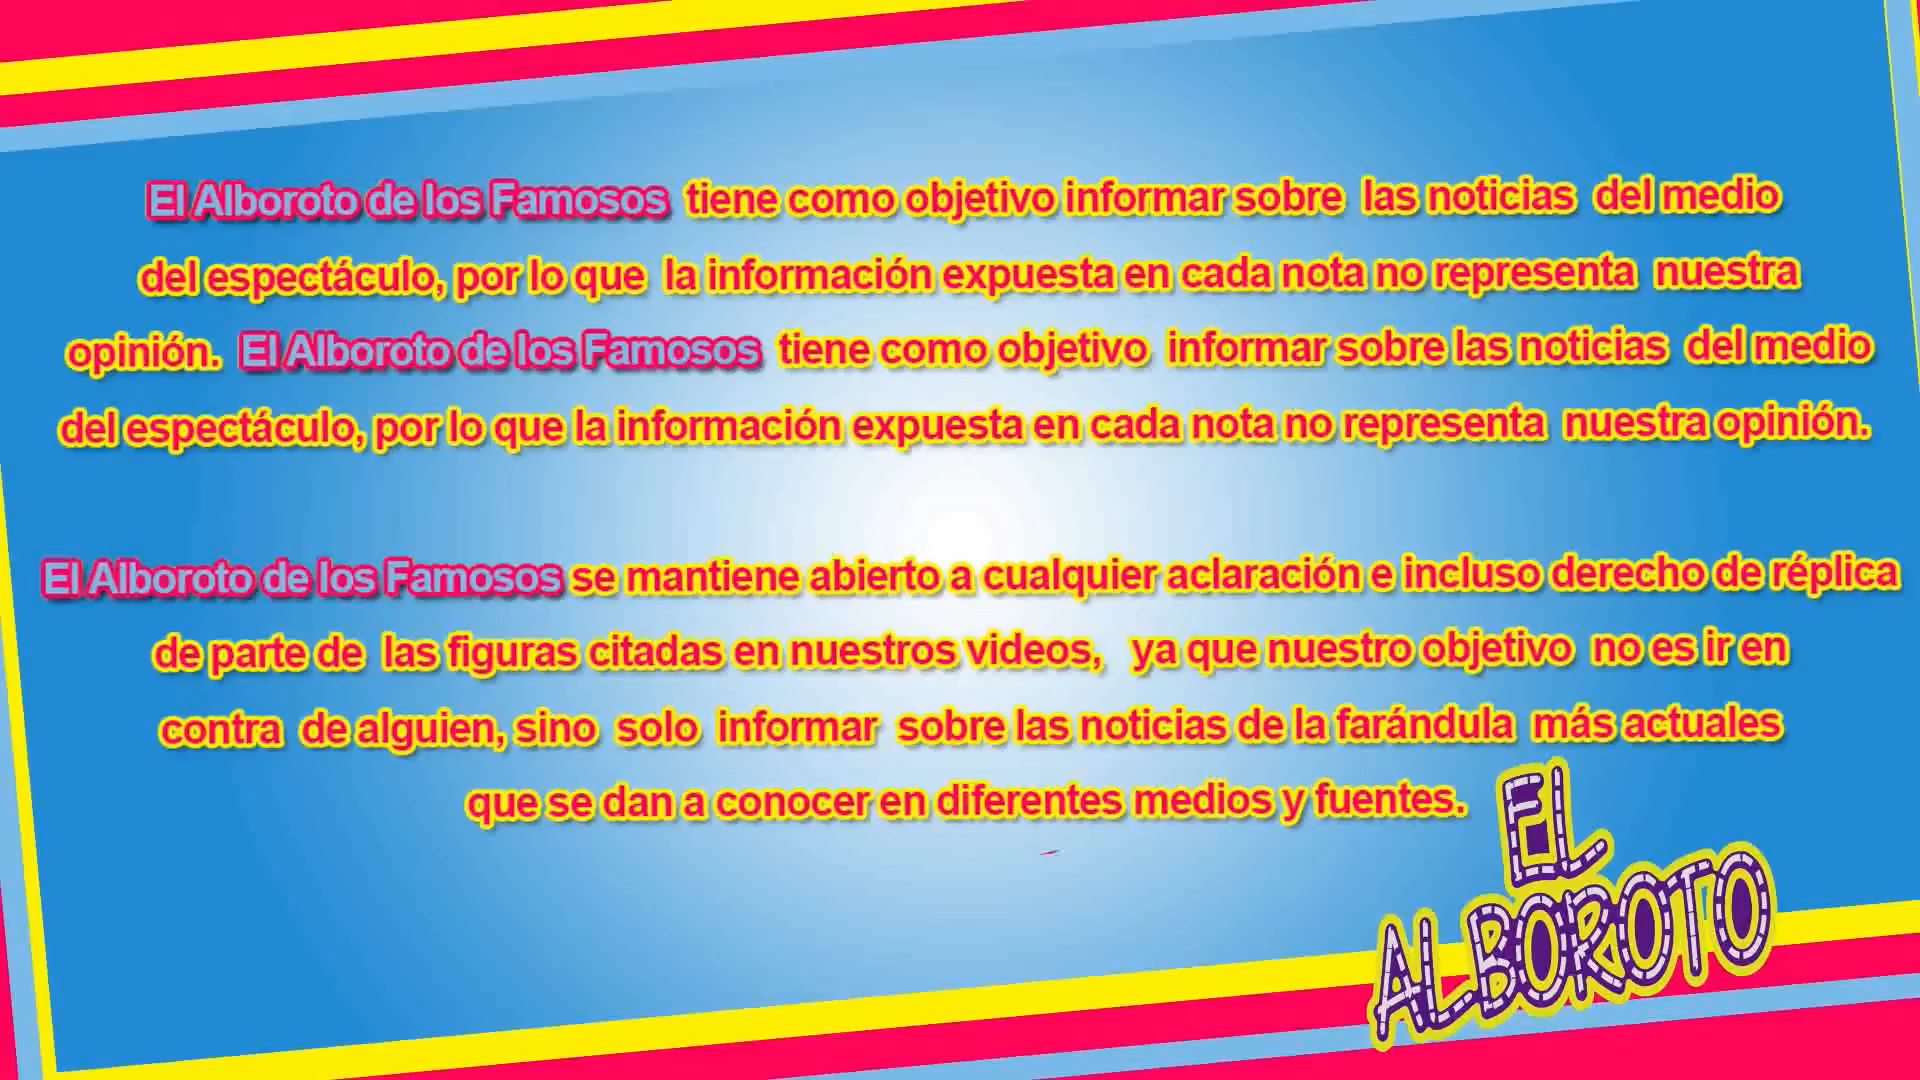 El Alboroto de los Famosos tiene como objetivo informar sobre las noticias del medio
del espectáculo, por lo que la información expuesta en cada nota no representa nuestra
opinión. El Alboroto de los Famosos tiene como objetivo informar sobre las noticias del medio
del espectáculo, por lo que la información expuesta en cada nota no representa nuestra opinión.
El Alboroto de los Famosos se mantiene abierto a cualquier aclaración e incluso derecho de réplica
de parte de las figuras citadas en nuestros videos, ya que nuestro objetivo no es ir en
contra de alguien, sino solo informar sobre las noticias de la farándula más actuales
que se dan a conocer en diferentes medios y fuentes.
EL
ALBOROTO